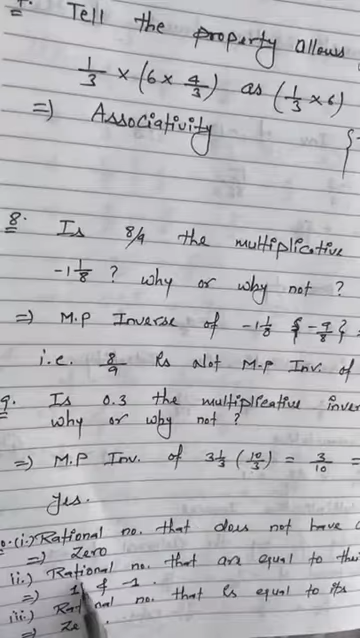 7. Tell the property allows
1/3 × (6 × 4/3) as (1/3 × 6)
=) Associativity
8. Is 8/9 the multiplicative
-1 1/8 ? why or why not ?
=) M.P Inverse of -1 1/8 {-9/8} =
i.e. 8/9 is Not M.P Inv. of
9. Is 0.3 the multiplicative inver
why or why not ?
=) M.P Inv. of 3 1/3 (10/3) = 3/10 =
yes.
(i.) Rational no. that does not have a
=) Zero
(ii.) Rational no. that are equal to thei
=) 1 & -1.
iii.) Rational no. that is equal to its
=) Ze